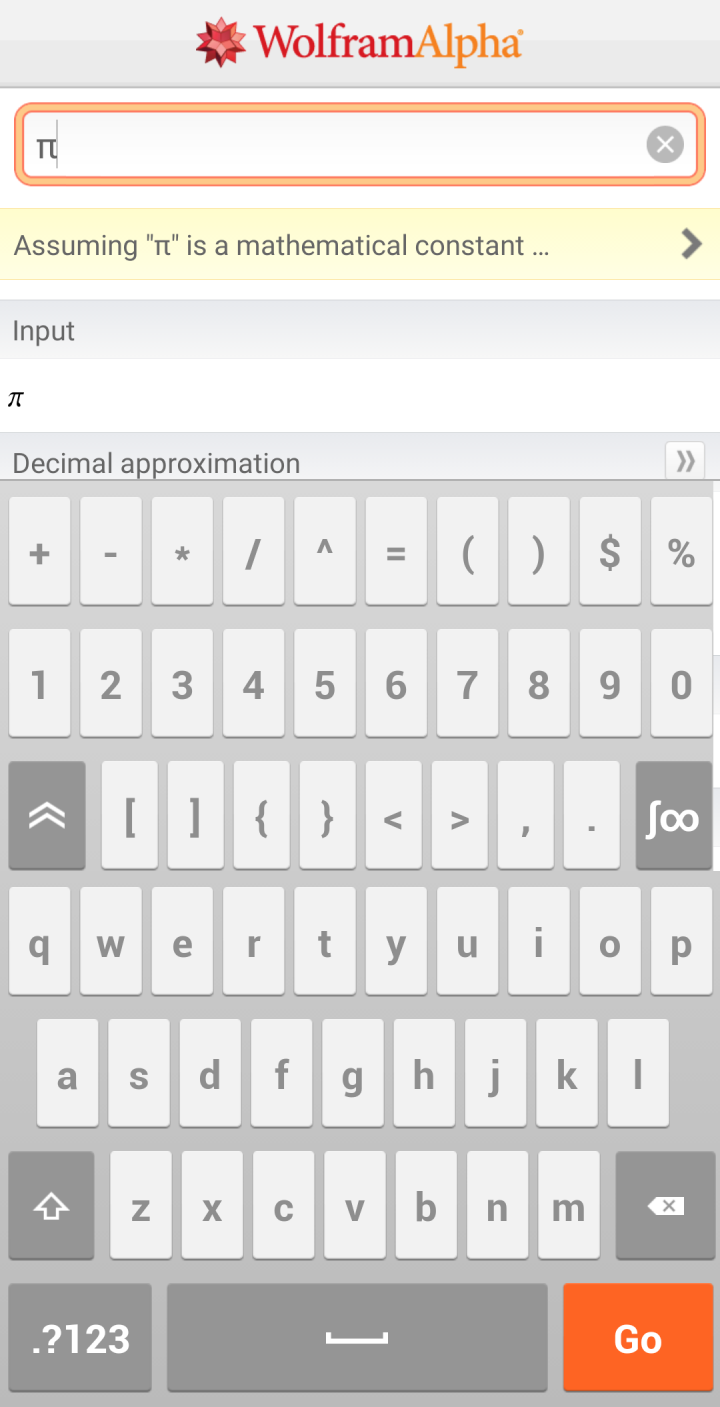 WolframAlpha
π
Assuming "π" is a mathematical constant ...
Input
π
Decimal approximation
+ - * / ^ = ( ) $ %
1 2 3 4 5 6 7 8 9 0
[ ] { } < > , . ∫∞
q w e r t y u i o p
a s d f g h j k l
z x c v b n m
.?123 Go